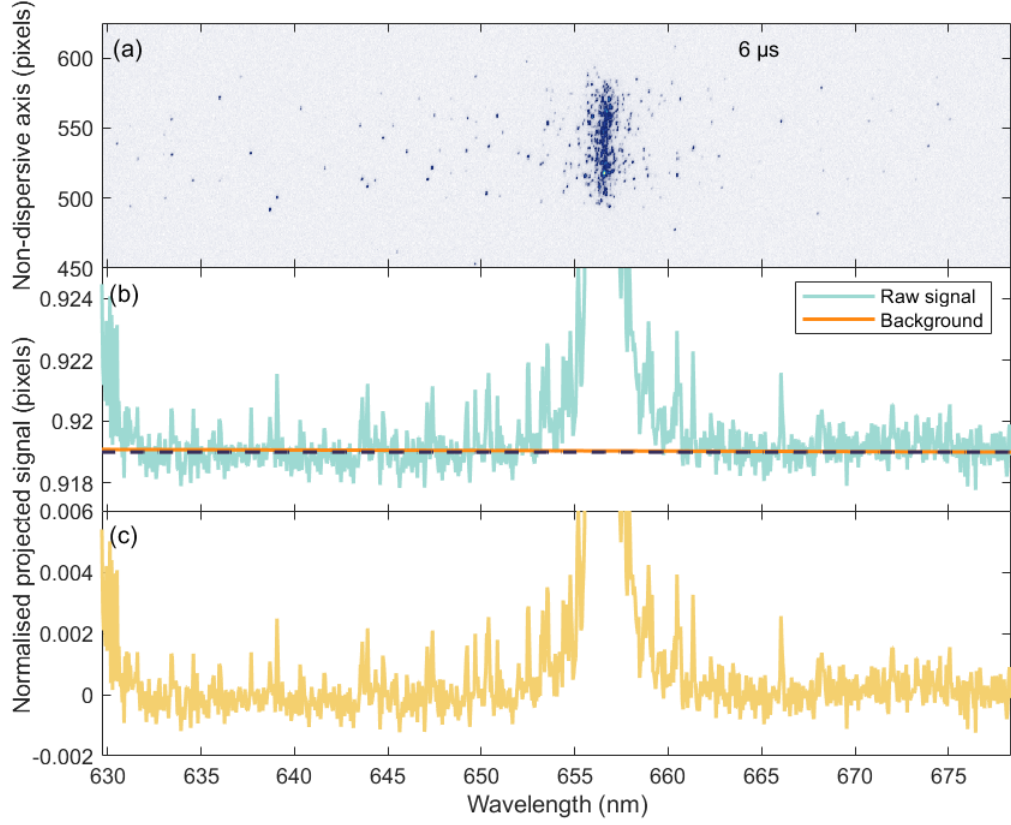 (a)
6 μs
Non-dispersive axis (pixels)
600
550
500
450
(b)
Raw signal
Background
0.924
0.922
0.92
0.918
(c)
Normalised projected signal (pixels)
0.006
0.004
0.002
0
-0.002
630 635 640 645 650 655 660 665 670 675
Wavelength (nm)